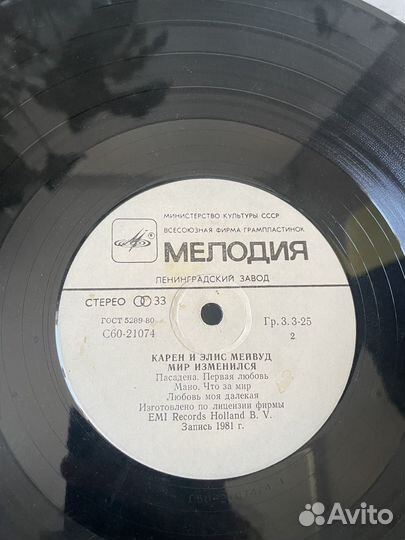 МИНИСТЕРСТВО КУЛЬТУРЫ СССР
ВСЕСОЮЗНАЯ ФИРМА ГРАМПЛАСТИНОК
МЕЛОДИЯ
ЛЕНИНГРАДСКИЙ ЗАВОД
СТЕРЕО 33
ГОСТ 5289-80
С60-21074
Гр. 3. 3-25
2
КАРЕН И ЭЛИС МЕЙВУД
МИР ИЗМЕНИЛСЯ
Пасадена. Первая любовь
Мано. Что за мир
Любовь моя далекая
Изготовлено по лицензии фирмы
EMI Records Holland B. V.
Запись 1981 г.
Avito